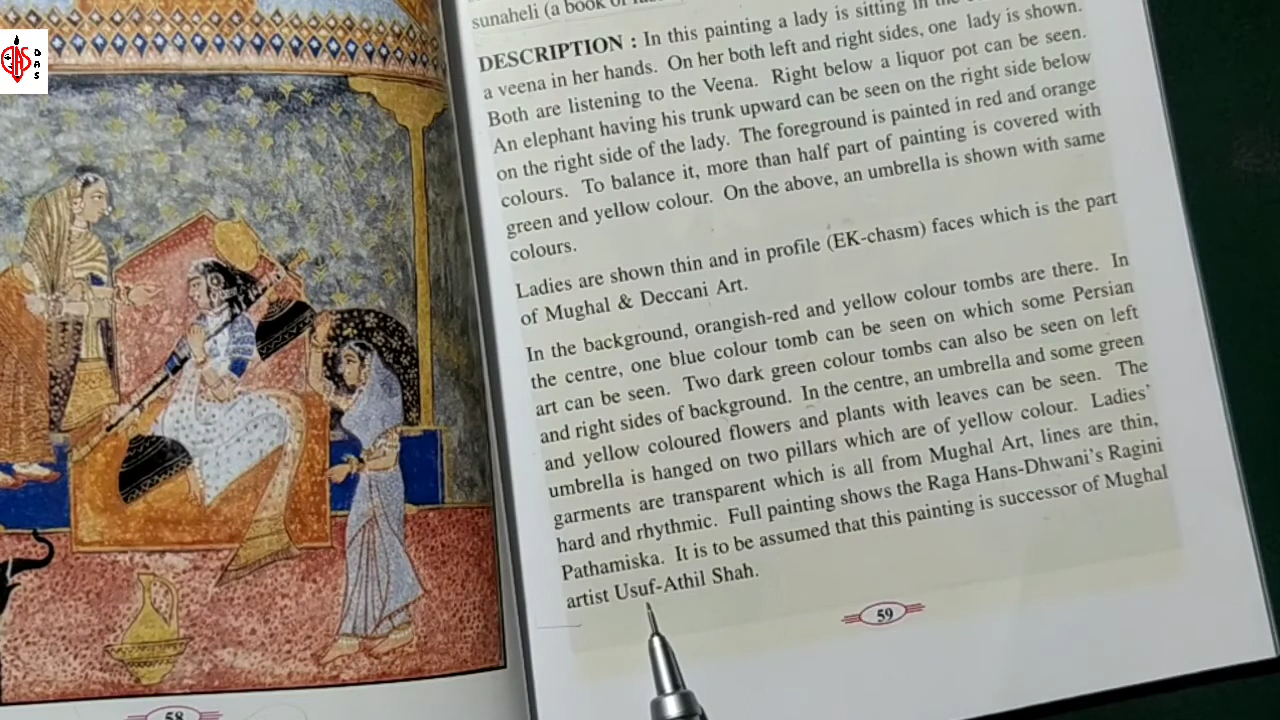 DAS
sunaheli (a book of
DESCRIPTION : In this painting a lady is sitting in the
a veena in her hands. On her both left and right sides, one lady is shown.
Both are listening to the Veena. Right below a liquor pot can be seen.
An elephant having his trunk upward can be seen on the right side below
on the right side of the lady. The foreground is painted in red and orange
colours. To balance it, more than half part of painting is covered with
green and yellow colour. On the above, an umbrella is shown with same
colours.
Ladies are shown thin and in profile (EK-chasm) faces which is the part
of Mughal & Deccani Art.
In the background, orangish-red and yellow colour tombs are there. In
the centre, one blue colour tomb can be seen on which some Persian
art can be seen. Two dark green colour tombs can also be seen on left
and right sides of background. In the centre, an umbrella and some green
and yellow coloured flowers and plants with leaves can be seen. The
umbrella is hanged on two pillars which are of yellow colour. Ladies'
garments are transparent which is all from Mughal Art, lines are thin,
hard and rhythmic. Full painting shows the Raga Hans-Dhwani's Ragini
Pathamiska. It is to be assumed that this painting is successor of Mughal
artist Usuf-Athil Shah.
59
58